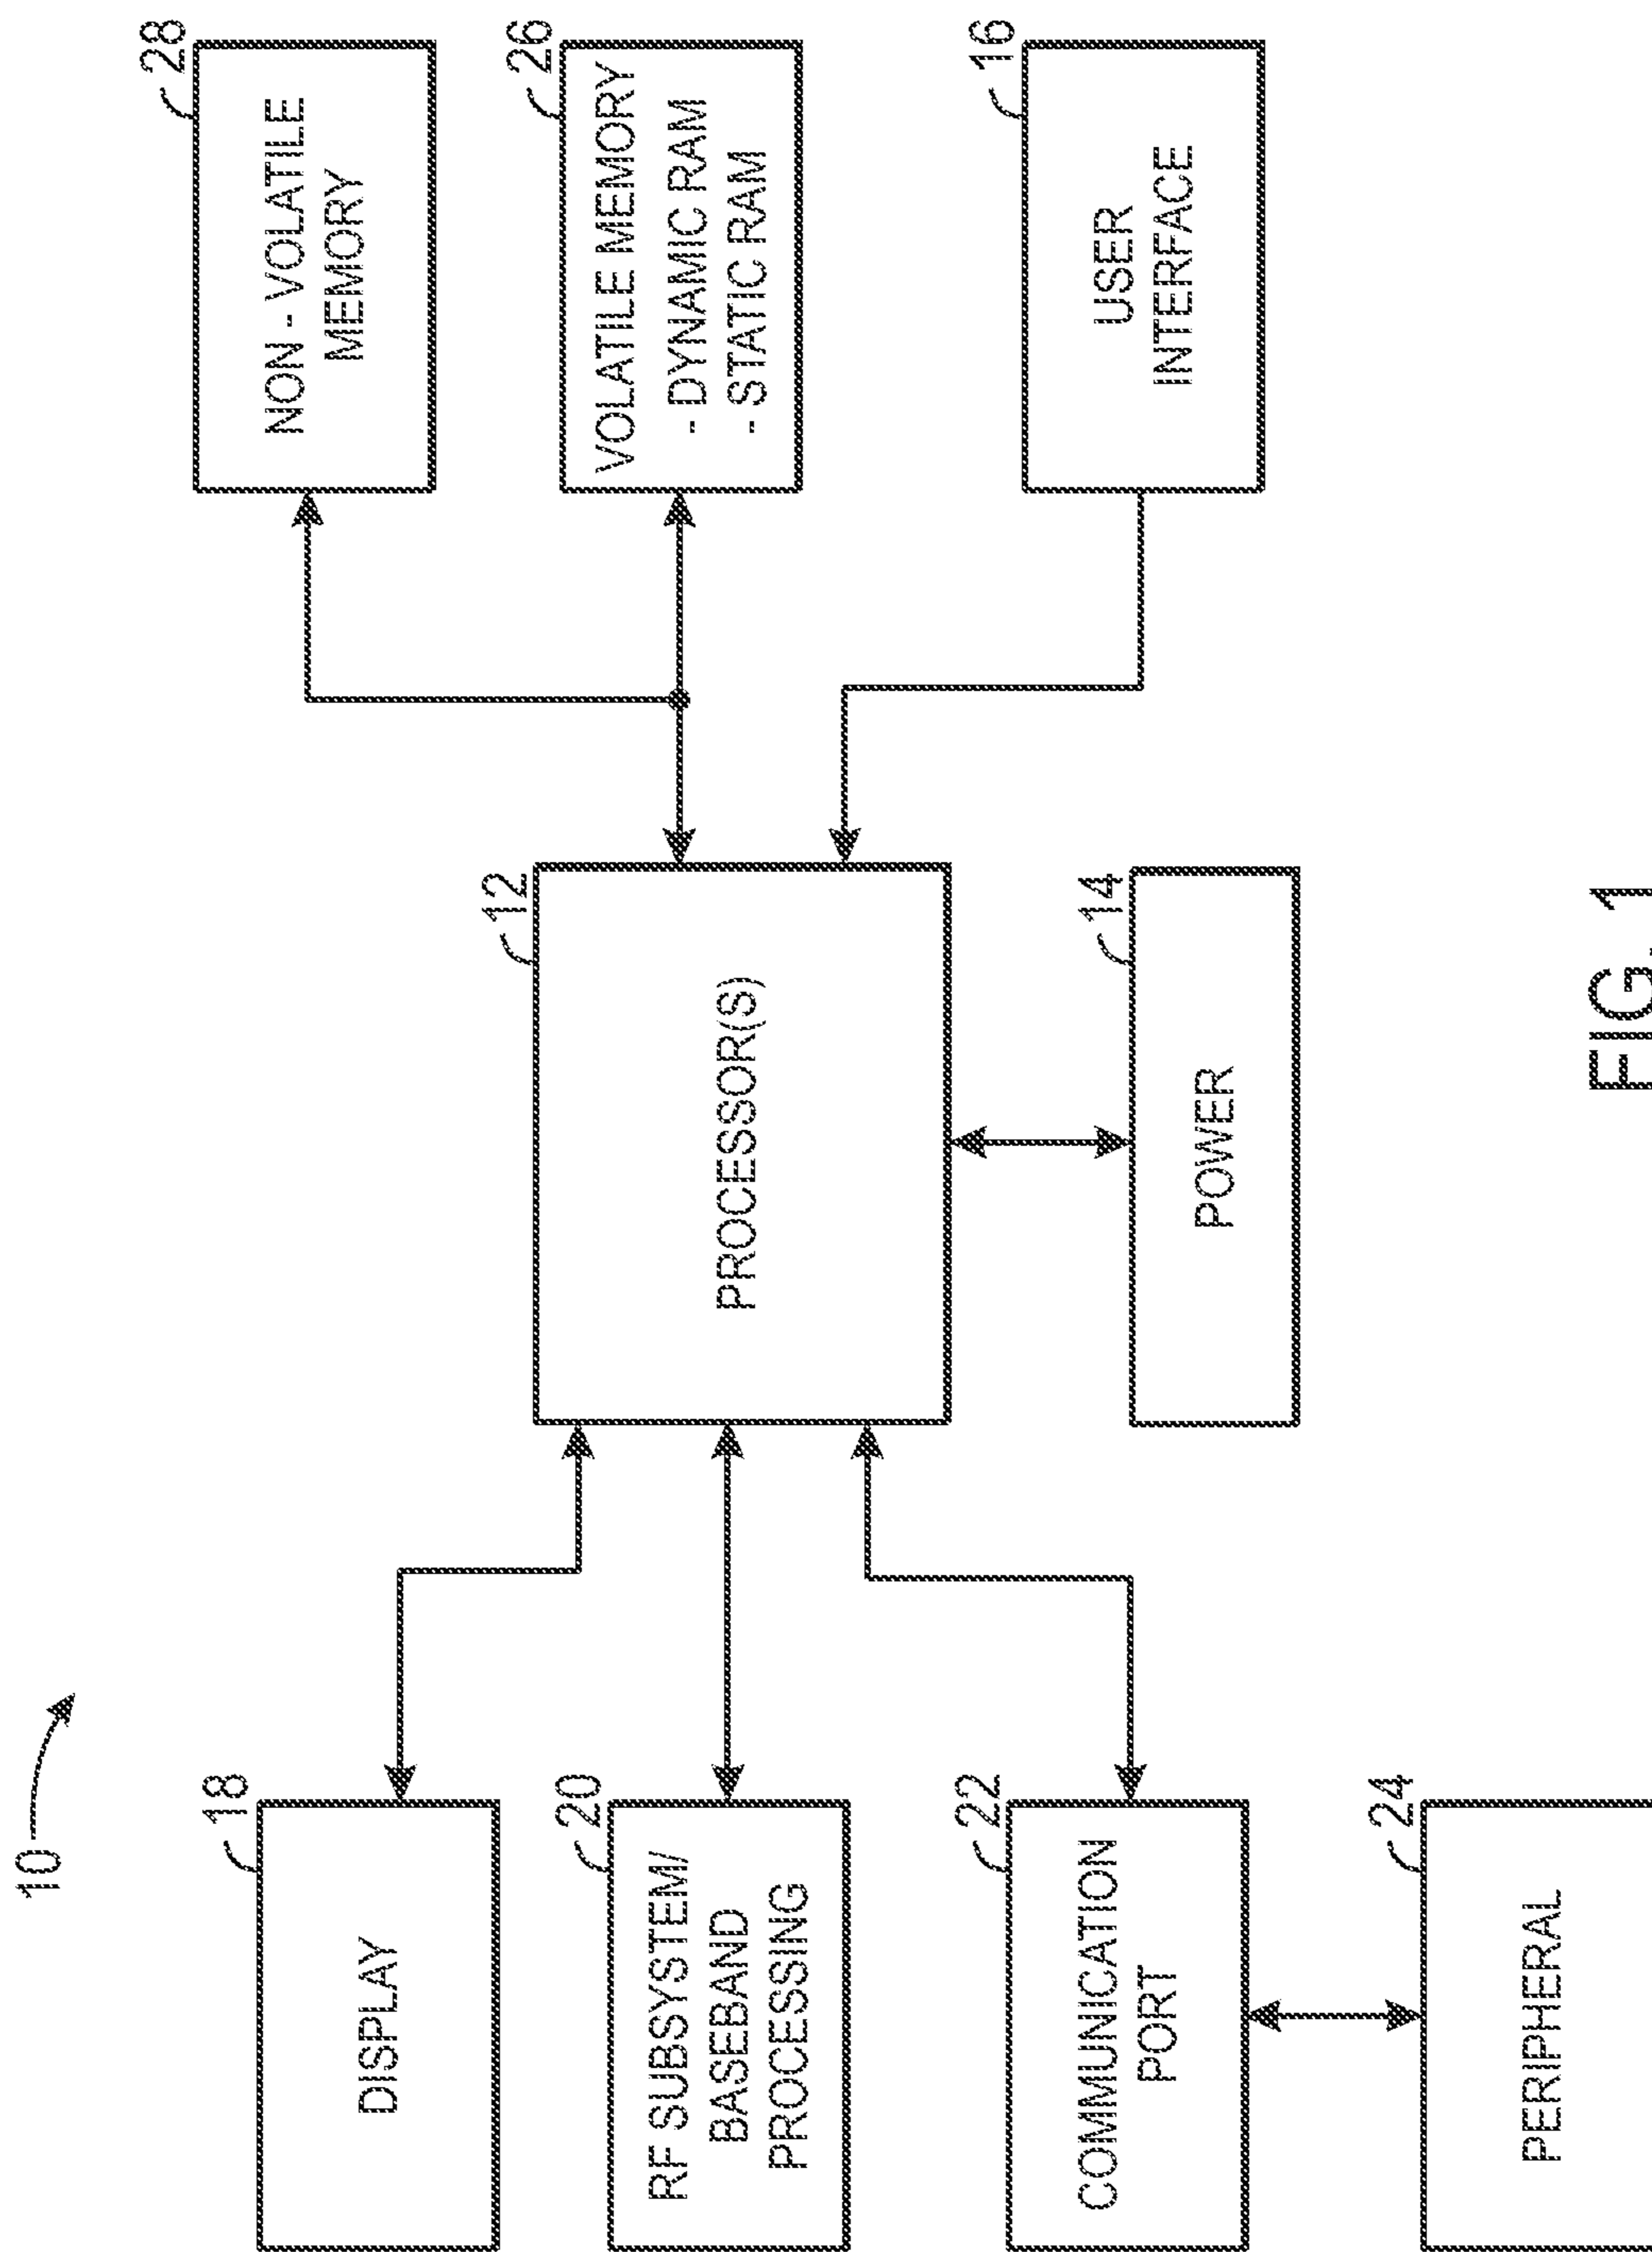 10
18
DISPLAY
20
RF SUBSYSTEM/
BASEBAND
PROCESSING
22
COMMUNICATION
PORT
24
PERIPHERAL
12
PROCESSOR(S)
14
POWER
28
NON - VOLATILE
MEMORY
26
VOLATILE MEMORY
- DYNAMIC RAM
- STATIC RAM
16
USER
INTERFACE
FIG. 1